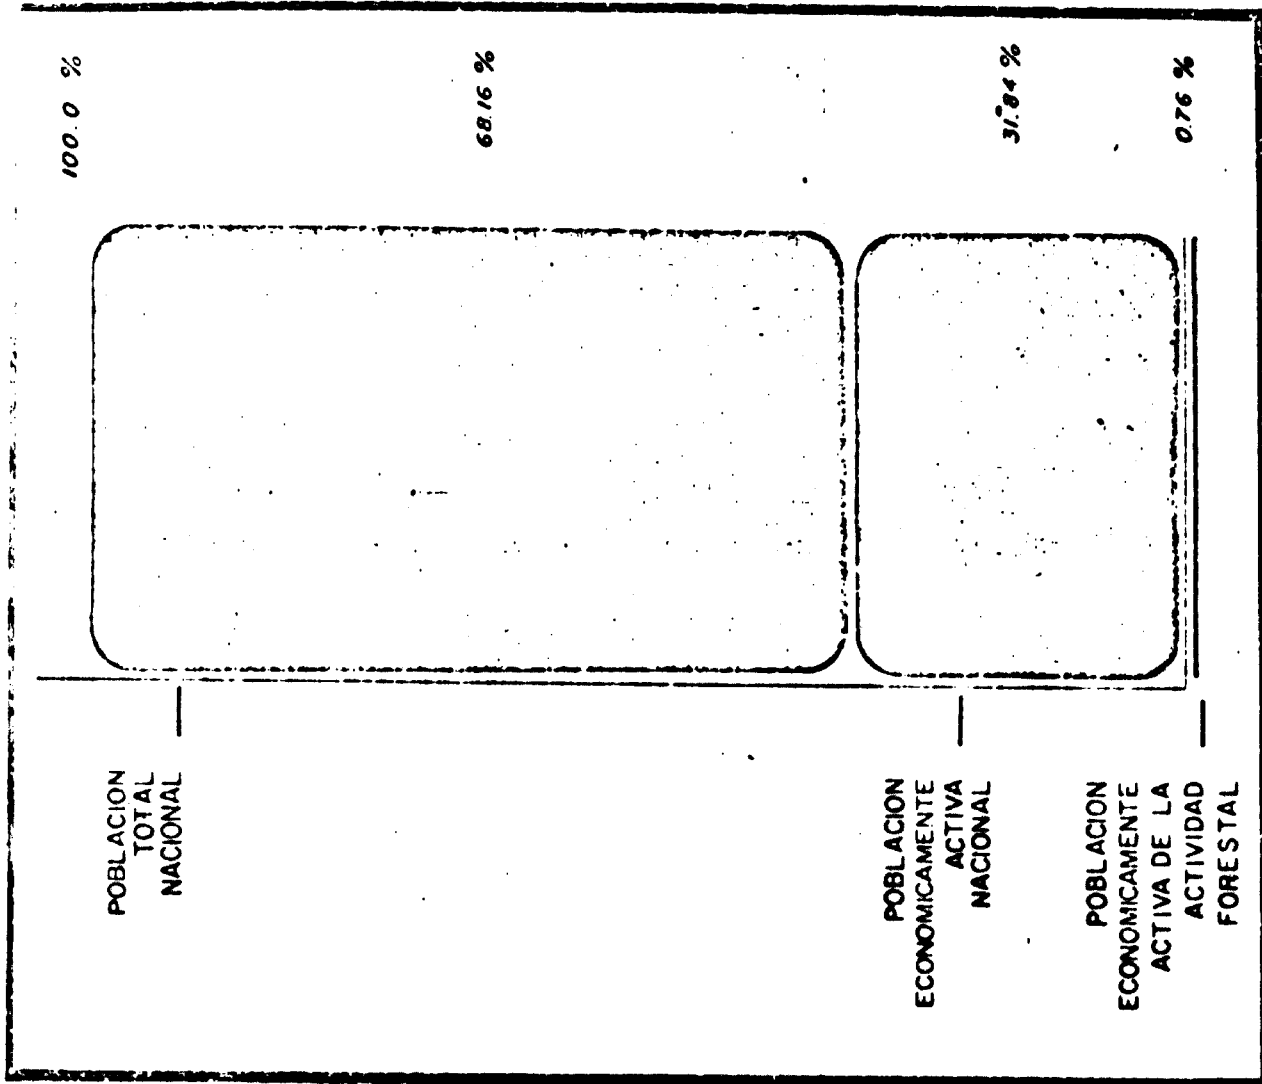 100.0 %
68.16 %
31.84 %
0.76 %
POBLACION
TOTAL
NACIONAL
POBLACION
ECONOMICAMENTE
ACTIVA
NACIONAL
POBLACION
ECONOMICAMENTE
ACTIVA DE LA
ACTIVIDAD
FORESTAL